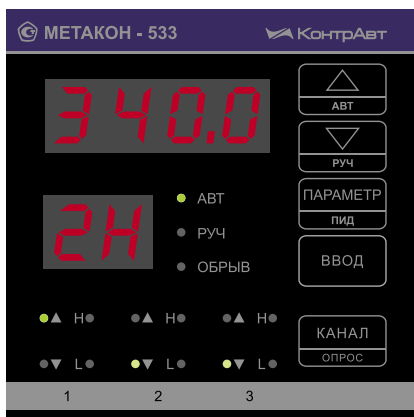 МЕТАКОН - 533 КонтрАвт
340.0
АВТ
РУЧ
2H
АВТ
РУЧ
ОБРЫВ
ПАРАМЕТР
ПИД
ВВОД
H H H
L L L
КАНАЛ
ОПРОС
1 2 3